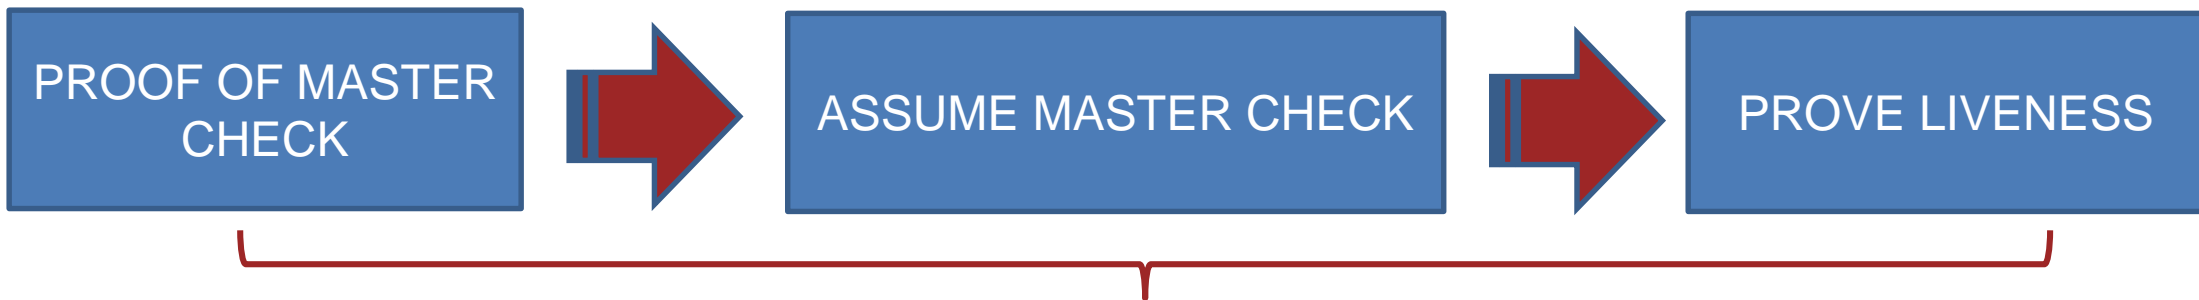 PROOF OF MASTER
CHECK
ASSUME MASTER CHECK
PROVE LIVENESS